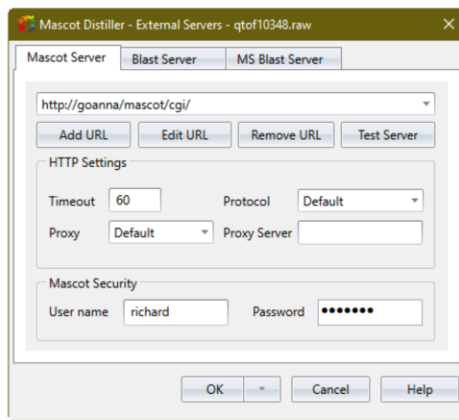 Mascot Distiller - External Servers - qtof10348.raw
Mascot Server Blast Server MS Blast Server
http://goanna/mascot/cgi/
Add URL Edit URL Remove URL Test Server
HTTP Settings
Timeout 60 Protocol Default
Proxy Default Proxy Server
Mascot Security
User name richard Password •••••••
OK Cancel Help